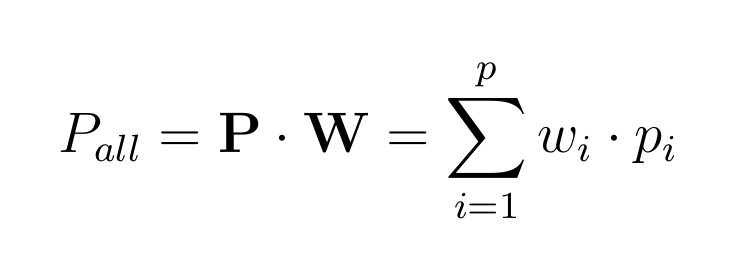 $P_{all} = \mathbf{P} \cdot \mathbf{W} = \sum_{i=1}^{p} w_i \cdot p_i$